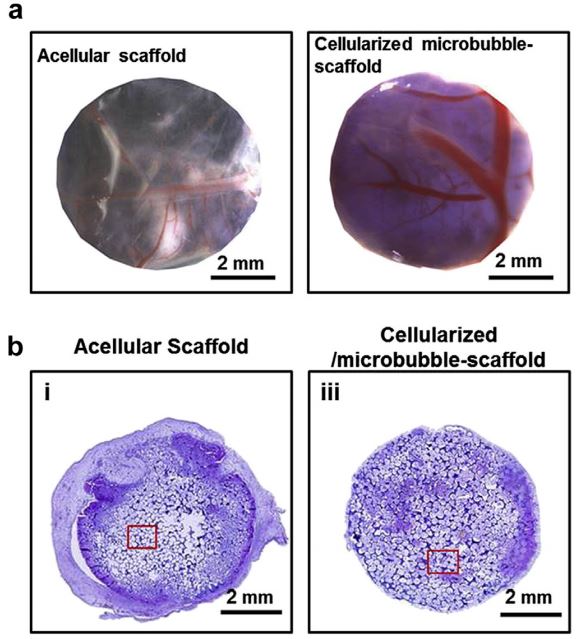 a
Acellular scaffold
Cellularized microbubble-
scaffold
2 mm
2 mm
b
Acellular Scaffold
Cellularized
/microbubble-scaffold
i
iii
2 mm
2 mm